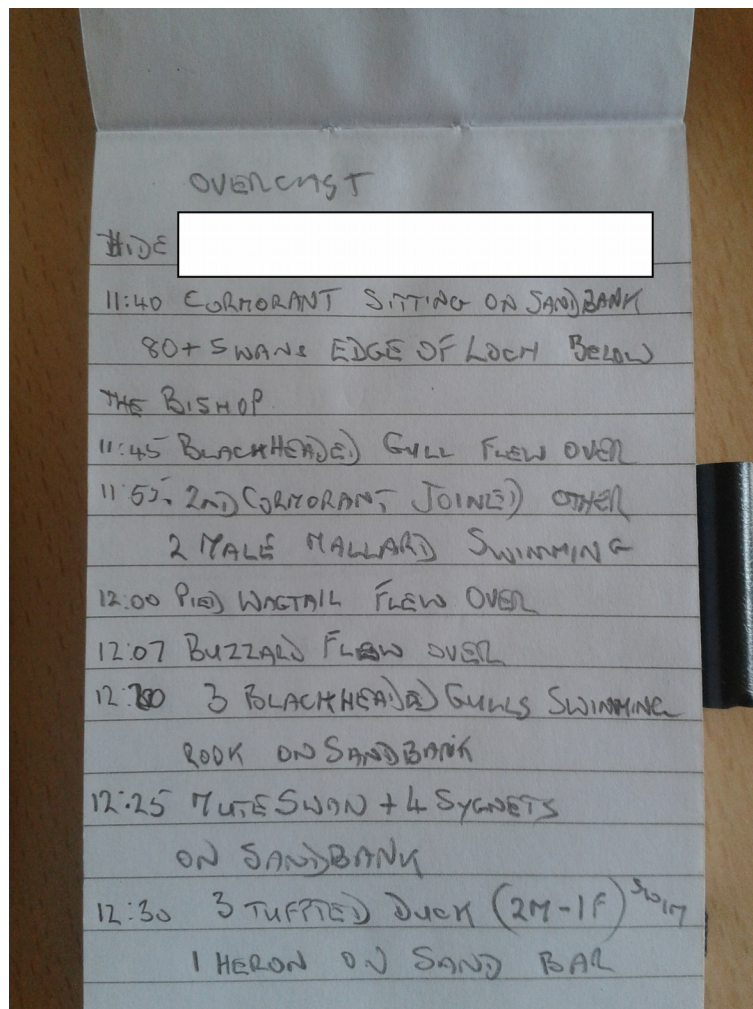 OVERCAST
HIDE
11:40 CORMORANT SITTING ON SANDBANK
80+ SWANS EDGE OF LOCH BELOW
THE BISHOP.
11:45 BLACKHEADED GULL FLEW OVER
11:55 2ND CORMORANT JOINED OTHER
2 MALE MALLARD SWIMMING
12:00 PIED WAGTAIL FLEW OVER
12:07 BUZZARD FLEW OVER
3 BLACKHEADED GULLS SWIMMING
ROOK ON SANDBANK
12:25 MUTE SWAN + 4 SYGNETS
ON SANDBANK
12:30 3 TUFTED DUCK (2M-1F) SWIM
1 HERON ON SAND BAR